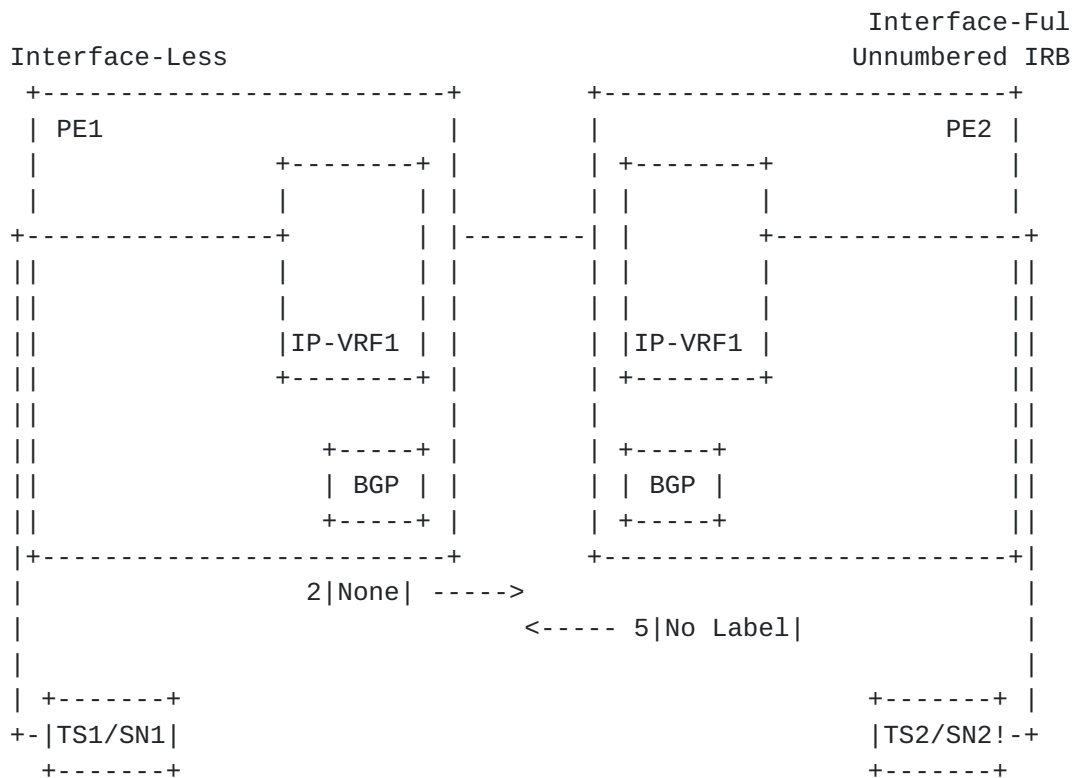 Interface-Ful
Interface-Less Unnumbered IRB
PE1 PE2
IP-VRF1 IP-VRF1
BGP BGP
2|None| ----->
<----- 5|No Label|
TS1/SN1 TS2/SN2!